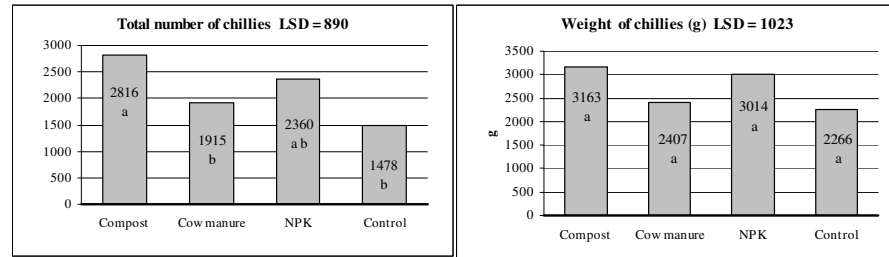 Total number of chillies LSD = 890
3000
2500
2000
1500
1000
500
0
2816
a
1915
b
2360
a b
1478
b
Compost Cow manure NPK Control
Weight of chillies (g) LSD = 1023
g
3500
3000
2500
2000
1500
1000
500
0
3163
a
2407
a
3014
a
2266
a
Compost Cow manure NPK Control